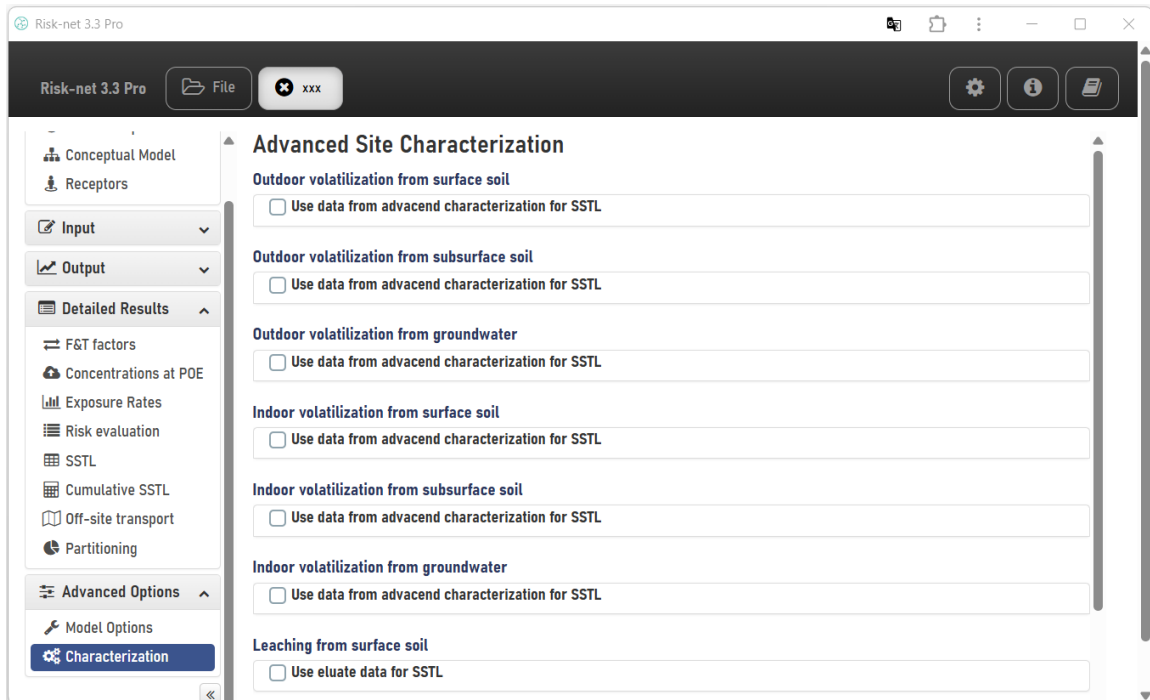 Risk-net 3.3 Pro
Risk-net 3.3 Pro
File
xxx
Conceptual Model
Receptors
Input
Output
Detailed Results
F&T factors
Concentrations at POE
Exposure Rates
Risk evaluation
SSTL
Cumulative SSTL
Off-site transport
Partitioning
Advanced Options
Model Options
Characterization
Advanced Site Characterization
Outdoor volatilization from surface soil
Use data from advacend characterization for SSTL
Outdoor volatilization from subsurface soil
Use data from advacend characterization for SSTL
Outdoor volatilization from groundwater
Use data from advacend characterization for SSTL
Indoor volatilization from surface soil
Use data from advacend characterization for SSTL
Indoor volatilization from subsurface soil
Use data from advacend characterization for SSTL
Indoor volatilization from groundwater
Use data from advacend characterization for SSTL
Leaching from surface soil
Use eluate data for SSTL